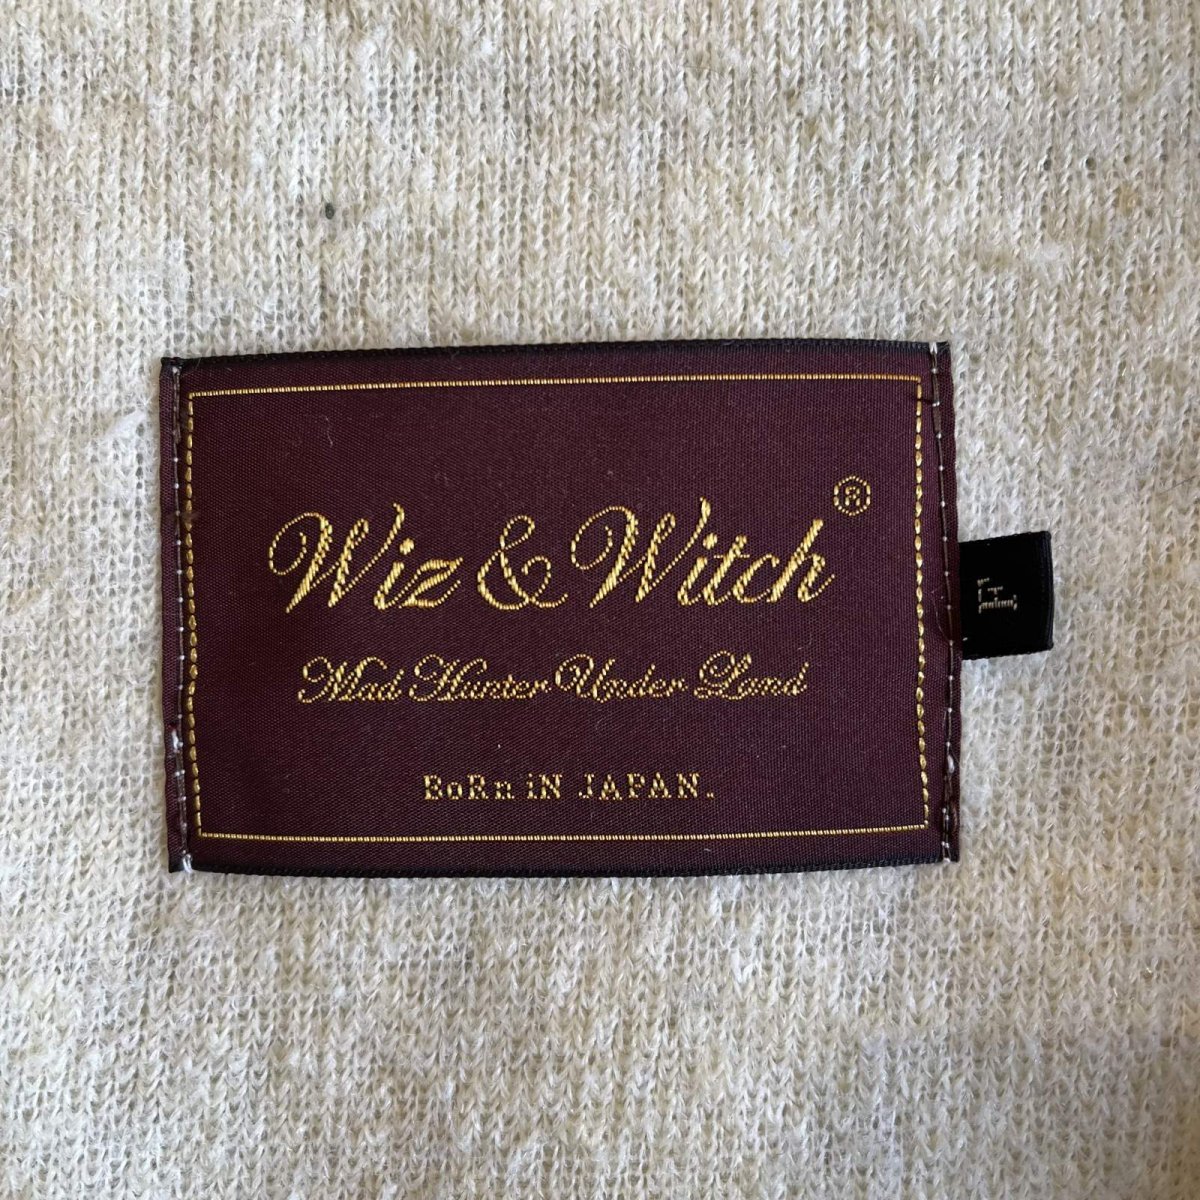 Wiz & Witch ®
Mad Hunter Under Land
BoRn iN JAPAN.
F